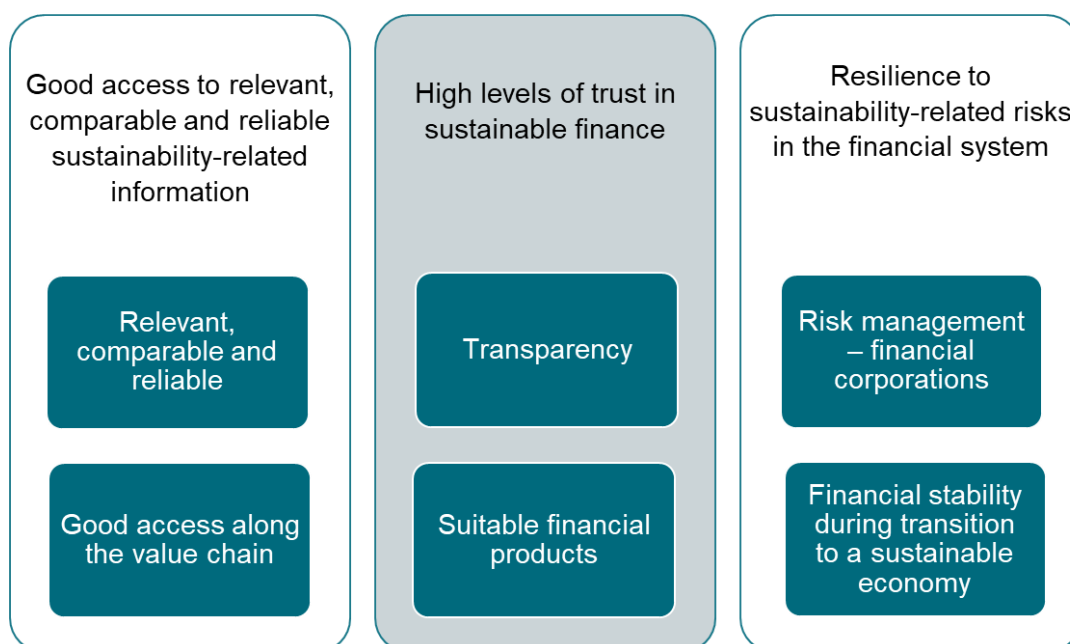 Good access to relevant,
comparable and reliable
sustainability-related
information
Relevant,
comparable and
reliable
Good access along
the value chain
High levels of trust in
sustainable finance
Transparency
Suitable financial
products
Resilience to
sustainability-related risks
in the financial system
Risk management
– financial
corporations
Financial stability
during transition
to a sustainable
economy